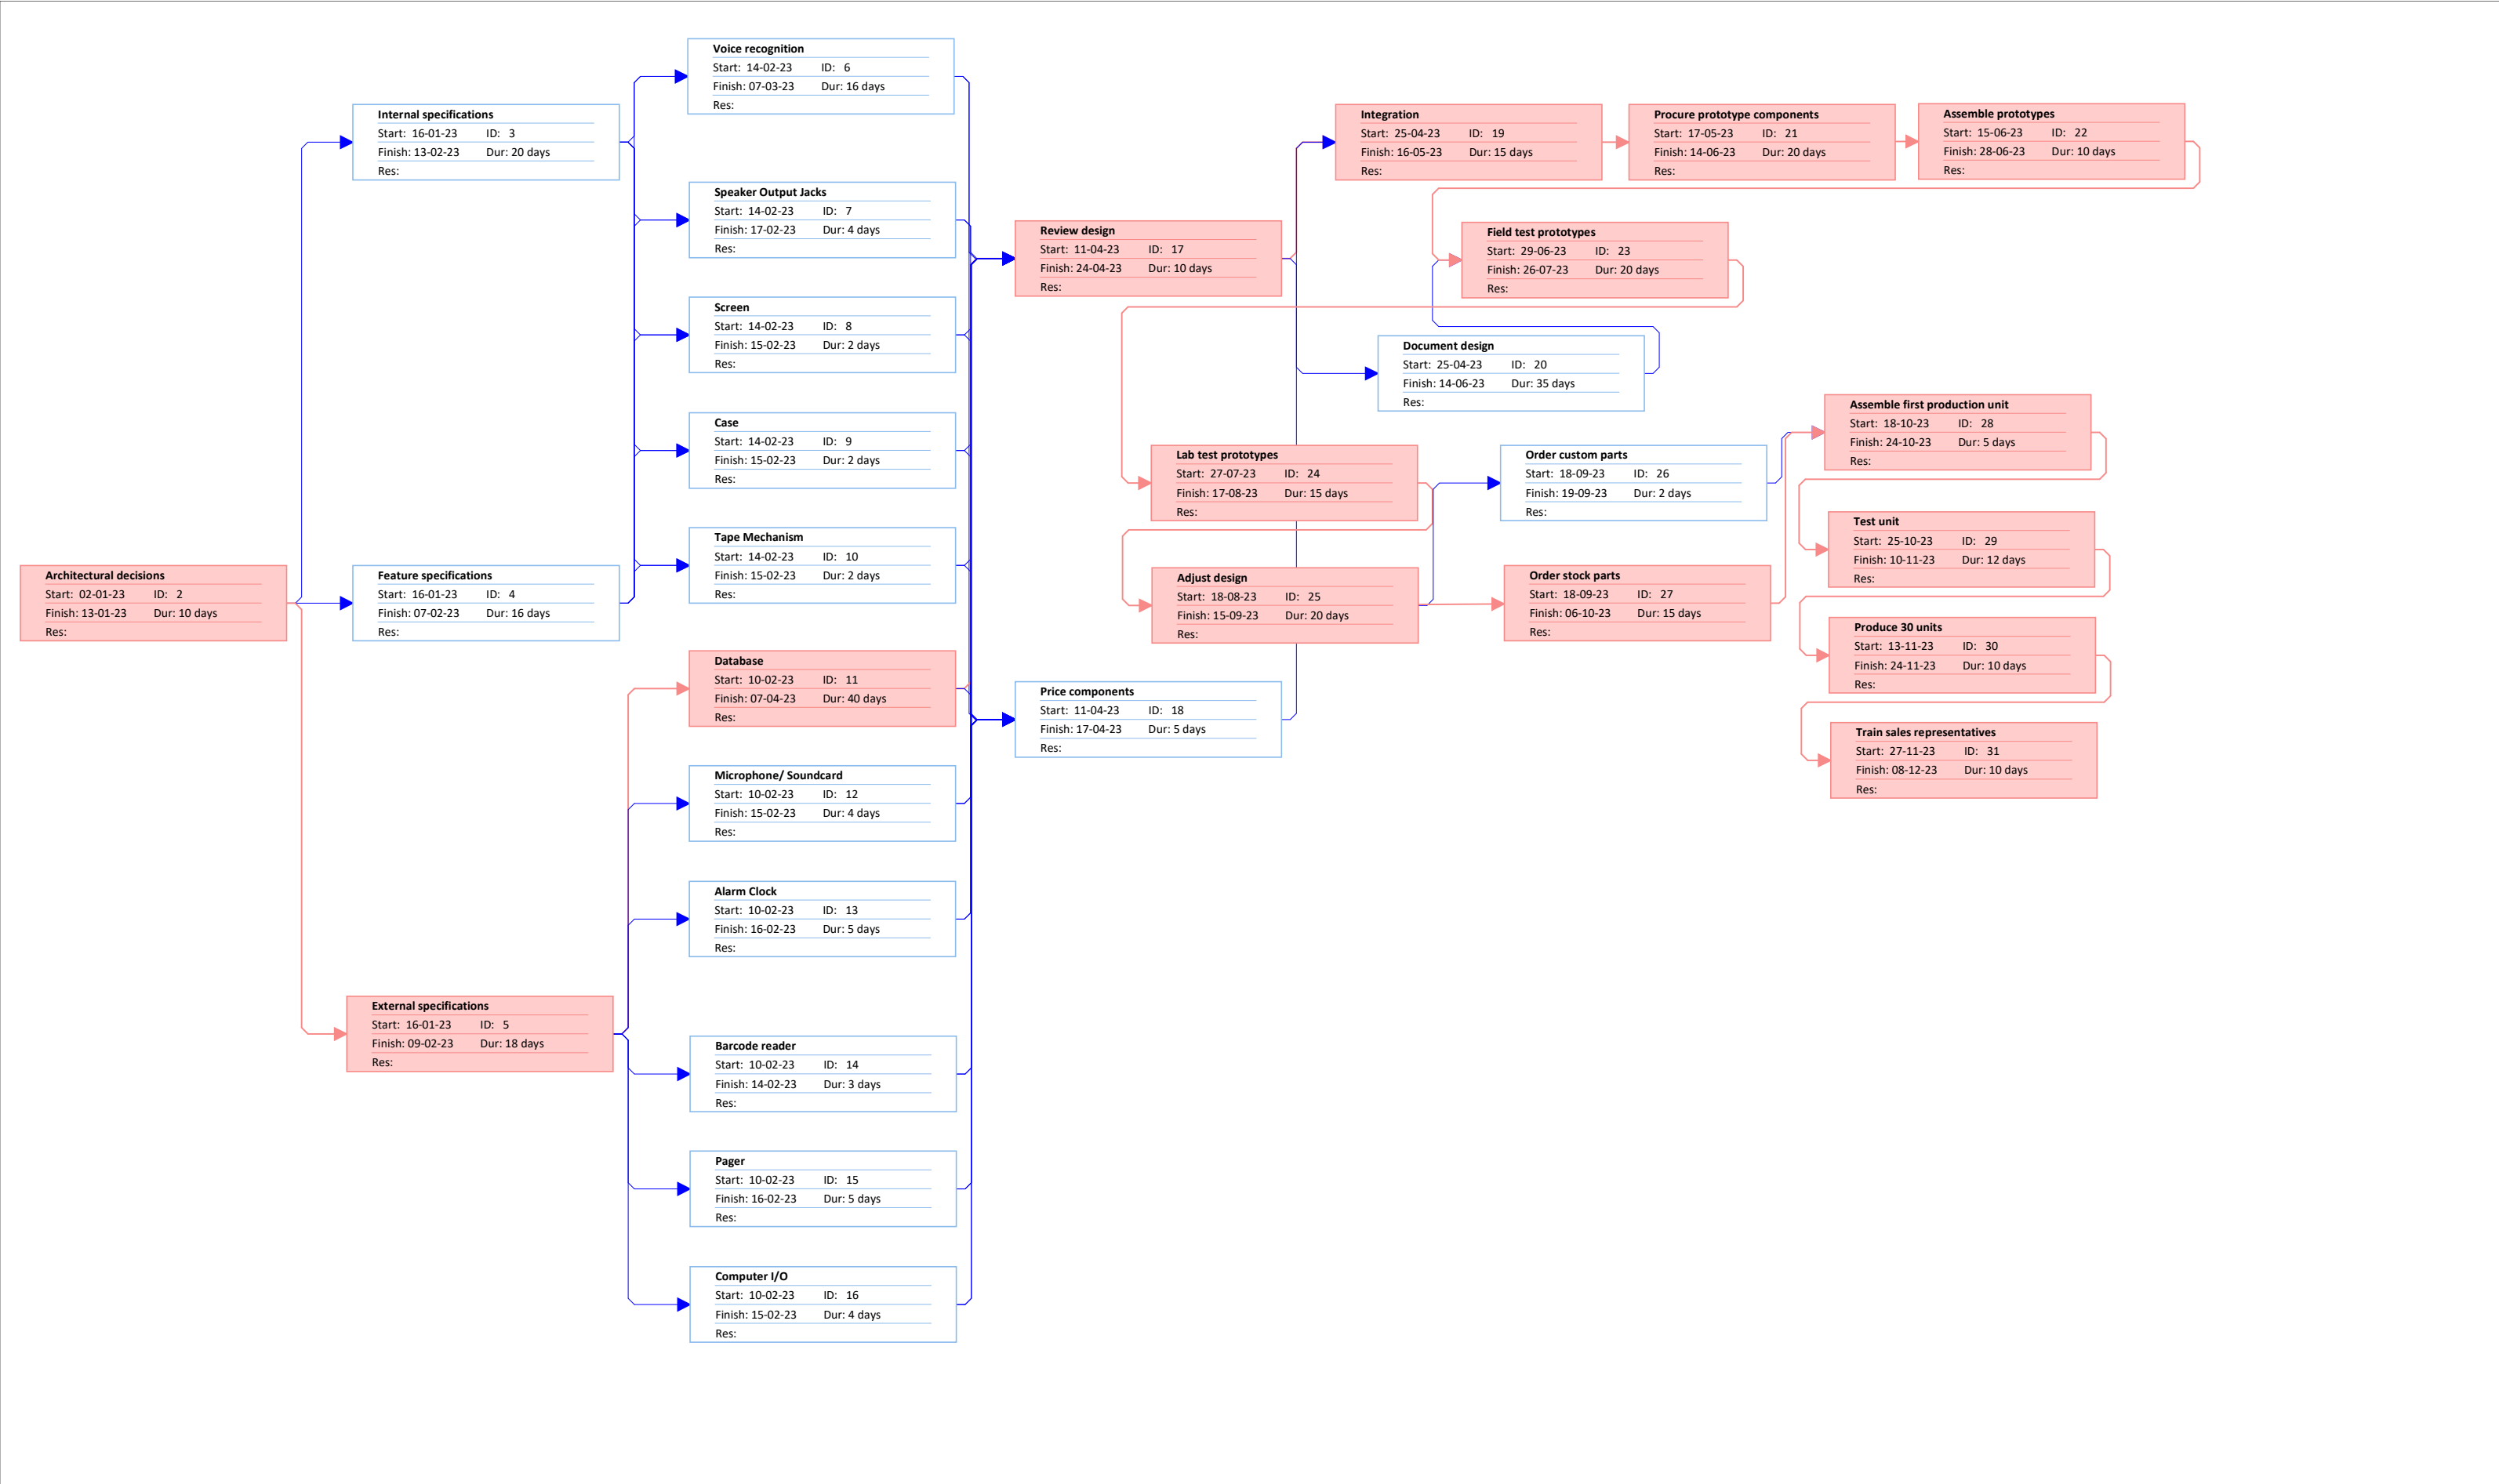 Voice recognition
Start: 14-02-23 ID: 6
Finish: 07-03-23 Dur: 16 days
Res:
Internal specifications
Start: 16-01-23 ID: 3
Finish: 13-02-23 Dur: 20 days
Res:
Integration
Start: 25-04-23 ID: 19
Finish: 16-05-23 Dur: 15 days
Res:
Procure prototype components
Start: 17-05-23 ID: 21
Finish: 14-06-23 Dur: 20 days
Res:
Assemble prototypes
Start: 15-06-23 ID: 22
Finish: 28-06-23 Dur: 10 days
Res:
Speaker Output Jacks
Start: 14-02-23 ID: 7
Finish: 17-02-23 Dur: 4 days
Res:
Review design
Start: 11-04-23 ID: 17
Finish: 24-04-23 Dur: 10 days
Res:
Field test prototypes
Start: 29-06-23 ID: 23
Finish: 26-07-23 Dur: 20 days
Res:
Screen
Start: 14-02-23 ID: 8
Finish: 15-02-23 Dur: 2 days
Res:
Document design
Start: 25-04-23 ID: 20
Finish: 14-06-23 Dur: 35 days
Res:
Case
Start: 14-02-23 ID: 9
Finish: 15-02-23 Dur: 2 days
Res:
Assemble first production unit
Start: 18-10-23 ID: 28
Finish: 24-10-23 Dur: 5 days
Res:
Lab test prototypes
Start: 27-07-23 ID: 24
Finish: 17-08-23 Dur: 15 days
Res:
Order custom parts
Start: 18-09-23 ID: 26
Finish: 19-09-23 Dur: 2 days
Res:
Tape Mechanism
Start: 14-02-23 ID: 10
Finish: 15-02-23 Dur: 2 days
Res:
Test unit
Start: 25-10-23 ID: 29
Finish: 10-11-23 Dur: 12 days
Res:
Architectural decisions
Start: 02-01-23 ID: 2
Finish: 13-01-23 Dur: 10 days
Res:
Feature specifications
Start: 16-01-23 ID: 4
Finish: 07-02-23 Dur: 16 days
Res:
Adjust design
Start: 18-08-23 ID: 25
Finish: 15-09-23 Dur: 20 days
Res:
Order stock parts
Start: 18-09-23 ID: 27
Finish: 06-10-23 Dur: 15 days
Res:
Produce 30 units
Start: 13-11-23 ID: 30
Finish: 24-11-23 Dur: 10 days
Res:
Database
Start: 10-02-23 ID: 11
Finish: 07-04-23 Dur: 40 days
Res:
Price components
Start: 11-04-23 ID: 18
Finish: 17-04-23 Dur: 5 days
Res:
Train sales representatives
Start: 27-11-23 ID: 31
Finish: 08-12-23 Dur: 10 days
Res:
Microphone/ Soundcard
Start: 10-02-23 ID: 12
Finish: 15-02-23 Dur: 4 days
Res:
Alarm Clock
Start: 10-02-23 ID: 13
Finish: 16-02-23 Dur: 5 days
Res:
External specifications
Start: 16-01-23 ID: 5
Finish: 09-02-23 Dur: 18 days
Res:
Barcode reader
Start: 10-02-23 ID: 14
Finish: 14-02-23 Dur: 3 days
Res:
Pager
Start: 10-02-23 ID: 15
Finish: 16-02-23 Dur: 5 days
Res:
Computer I/O
Start: 10-02-23 ID: 16
Finish: 15-02-23 Dur: 4 days
Res: